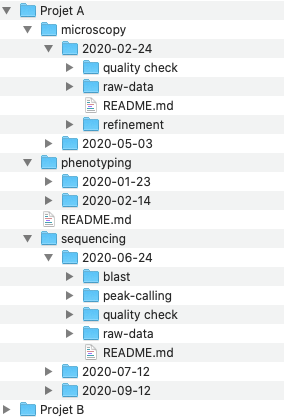 Projet A
microscopy
2020-02-24
quality check
raw-data
README.md
refinement
2020-05-03
phenotyping
2020-01-23
2020-02-14
README.md
sequencing
2020-06-24
blast
peak-calling
quality check
raw-data
README.md
2020-07-12
2020-09-12
Projet B